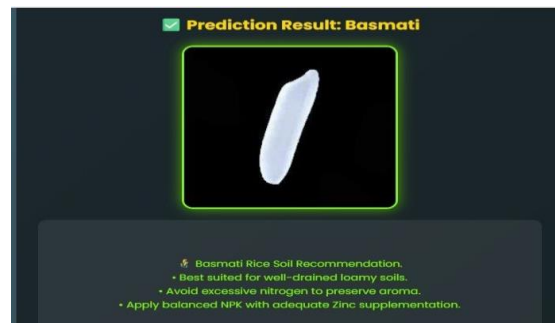 ✅ Prediction Result: Basmati
🌾 Basmati Rice Soil Recommendation.
• Best suited for well-drained loamy soils.
• Avoid excessive nitrogen to preserve aroma.
• Apply balanced NPK with adequate Zinc supplementation.